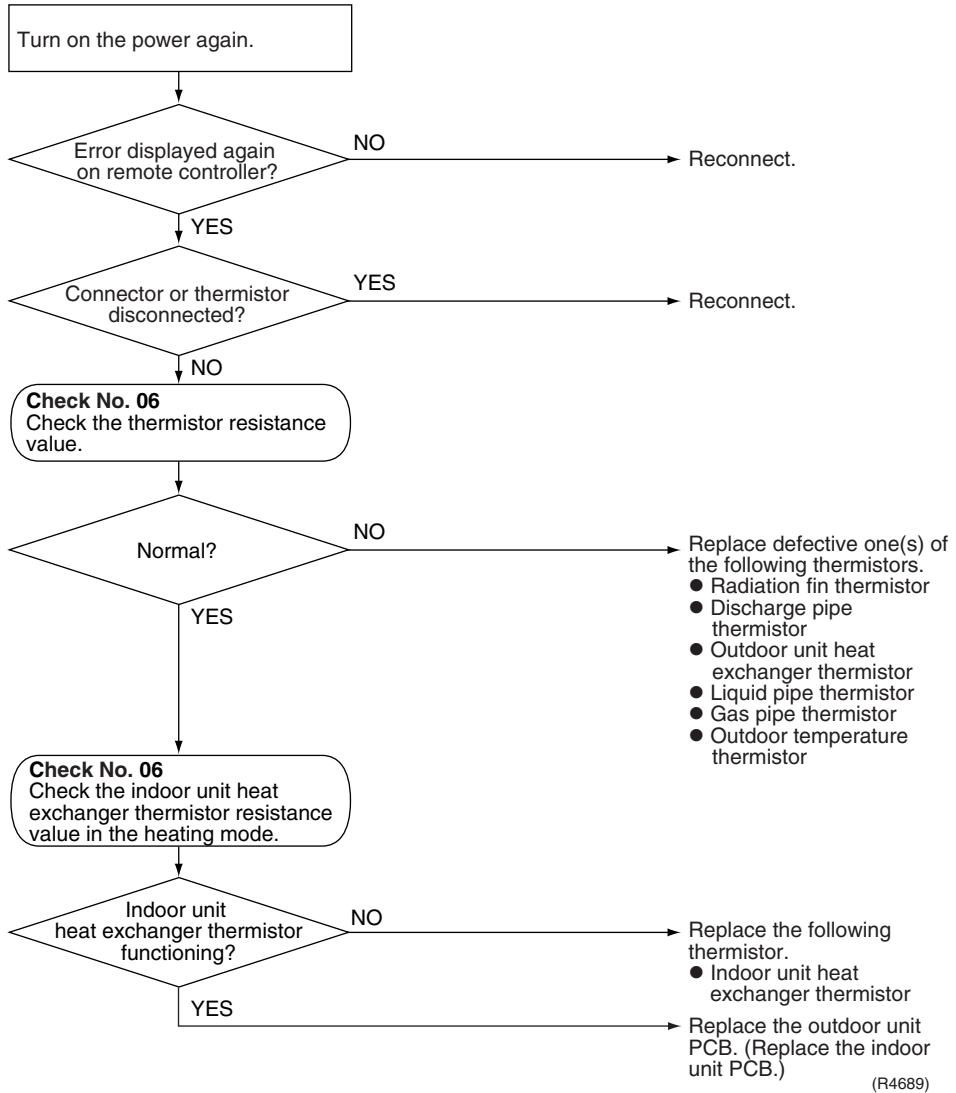 Turn on the power again.
Error displayed again
on remote controller?
NO
Reconnect.
YES
Connector or thermistor
disconnected?
YES
Reconnect.
NO
Check No. 06
Check the thermistor resistance
value.
Normal?
NO
Replace defective one(s) of
the following thermistors.
● Radiation fin thermistor
● Discharge pipe
thermistor
● Outdoor unit heat
exchanger thermistor
● Liquid pipe thermistor
● Gas pipe thermistor
● Outdoor temperature
thermistor
YES
Check No. 06
Check the indoor unit heat
exchanger thermistor resistance
value in the heating mode.
Indoor unit
heat exchanger thermistor
functioning?
NO
Replace the following
thermistor.
● Indoor unit heat
exchanger thermistor
YES
Replace the outdoor unit
PCB. (Replace the indoor
unit PCB.)
(R4689)